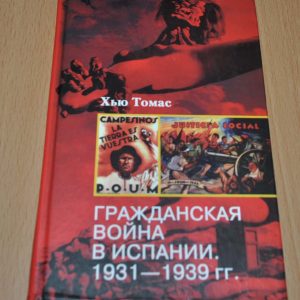 Хью Томас
CAMPESINOS
LA
TIERRA ES
VUESTRA
P.O.U.M
JUSTICIA SOCIAL
ГРАЖДАНСКАЯ
ВОЙНА
В ИСПАНИИ.
1931—1939 гг.